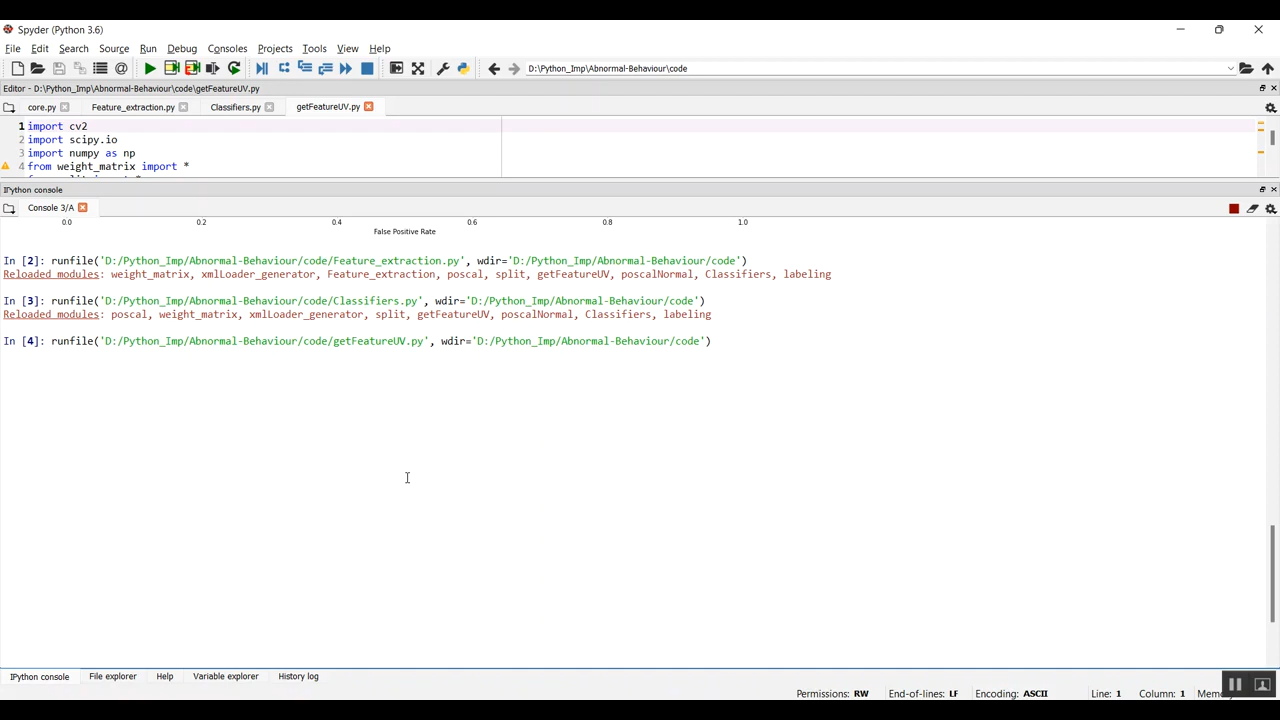 Spyder (Python 3.6)
File Edit Search Source Run Debug Consoles Projects Tools View Help
D:\Python_Imp\Abnormal-Behaviour\code
Editor - D:\Python_Imp\Abnormal-Behaviour\code\getFeatureUV.py
core.py Feature_extraction.py Classifiers.py getFeatureUV.py
1 import cv2
2 import scipy.io
3 import numpy as np
4 from weight_matrix import *
IPython console
Console 3/A
0.0 0.2 0.4 0.6 0.8 1.0
False Positive Rate
In [2]: runfile('D:/Python_Imp/Abnormal-Behaviour/code/Feature_extraction.py', wdir='D:/Python_Imp/Abnormal-Behaviour/code')
Reloaded modules: weight_matrix, xmlLoader_generator, Feature_extraction, poscal, split, getFeatureUV, poscalNormal, Classifiers, labeling
In [3]: runfile('D:/Python_Imp/Abnormal-Behaviour/code/Classifiers.py', wdir='D:/Python_Imp/Abnormal-Behaviour/code')
Reloaded modules: poscal, weight_matrix, xmlLoader_generator, split, getFeatureUV, poscalNormal, Classifiers, labeling
In [4]: runfile('D:/Python_Imp/Abnormal-Behaviour/code/getFeatureUV.py', wdir='D:/Python_Imp/Abnormal-Behaviour/code')
IPython console File explorer Help Variable explorer History log
Permissions: RW End-of-lines: LF Encoding: ASCII Line: 1 Column: 1